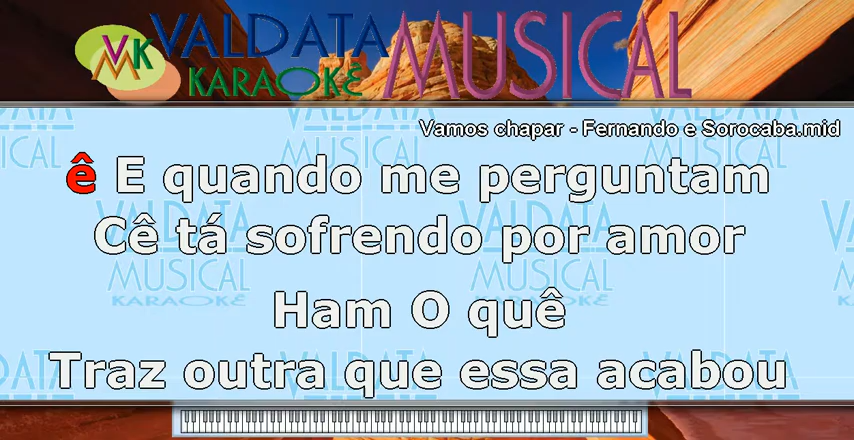 VMK VALDATA MUSICAL
KARAOKÊ
Vamos chapar - Fernando e Sorocaba.mid
ê E quando me perguntam
Cê tá sofrendo por amor
Ham O quê
Traz outra que essa acabou